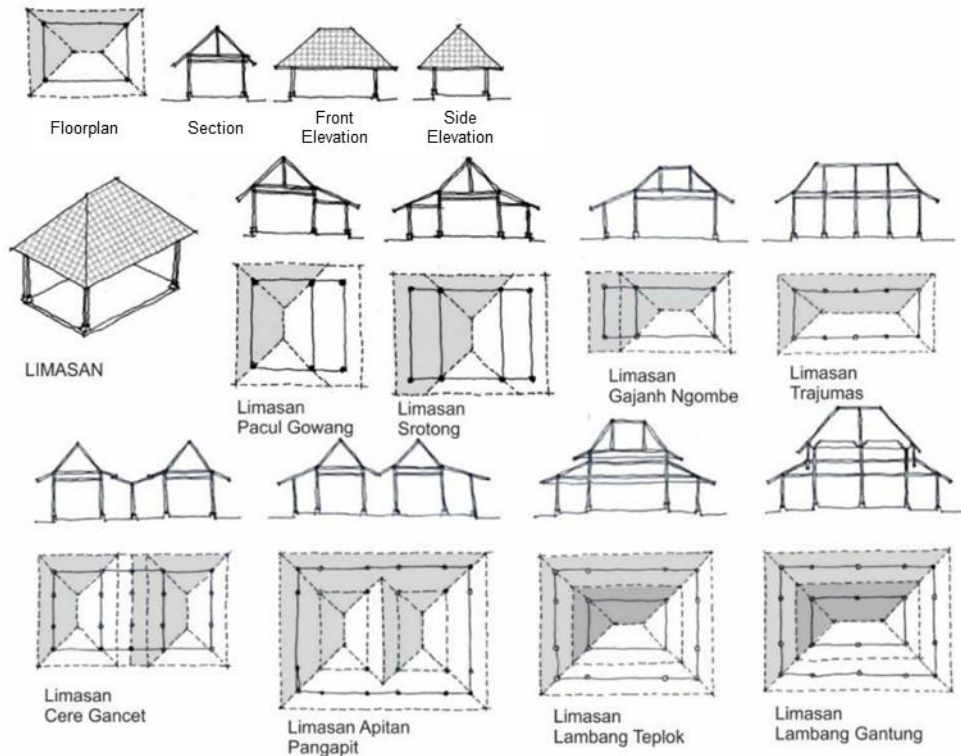 Floorplan
Section
Front
Elevation
Side
Elevation
LIMASAN
Limasan
Pacul Gowang
Limasan
Srotong
Limasan
Gajanh Ngombe
Limasan
Trajumas
Limasan
Cere Gancet
Limasan Apitan
Pangapit
Limasan
Lambang Teplok
Limasan
Lambang Gantung